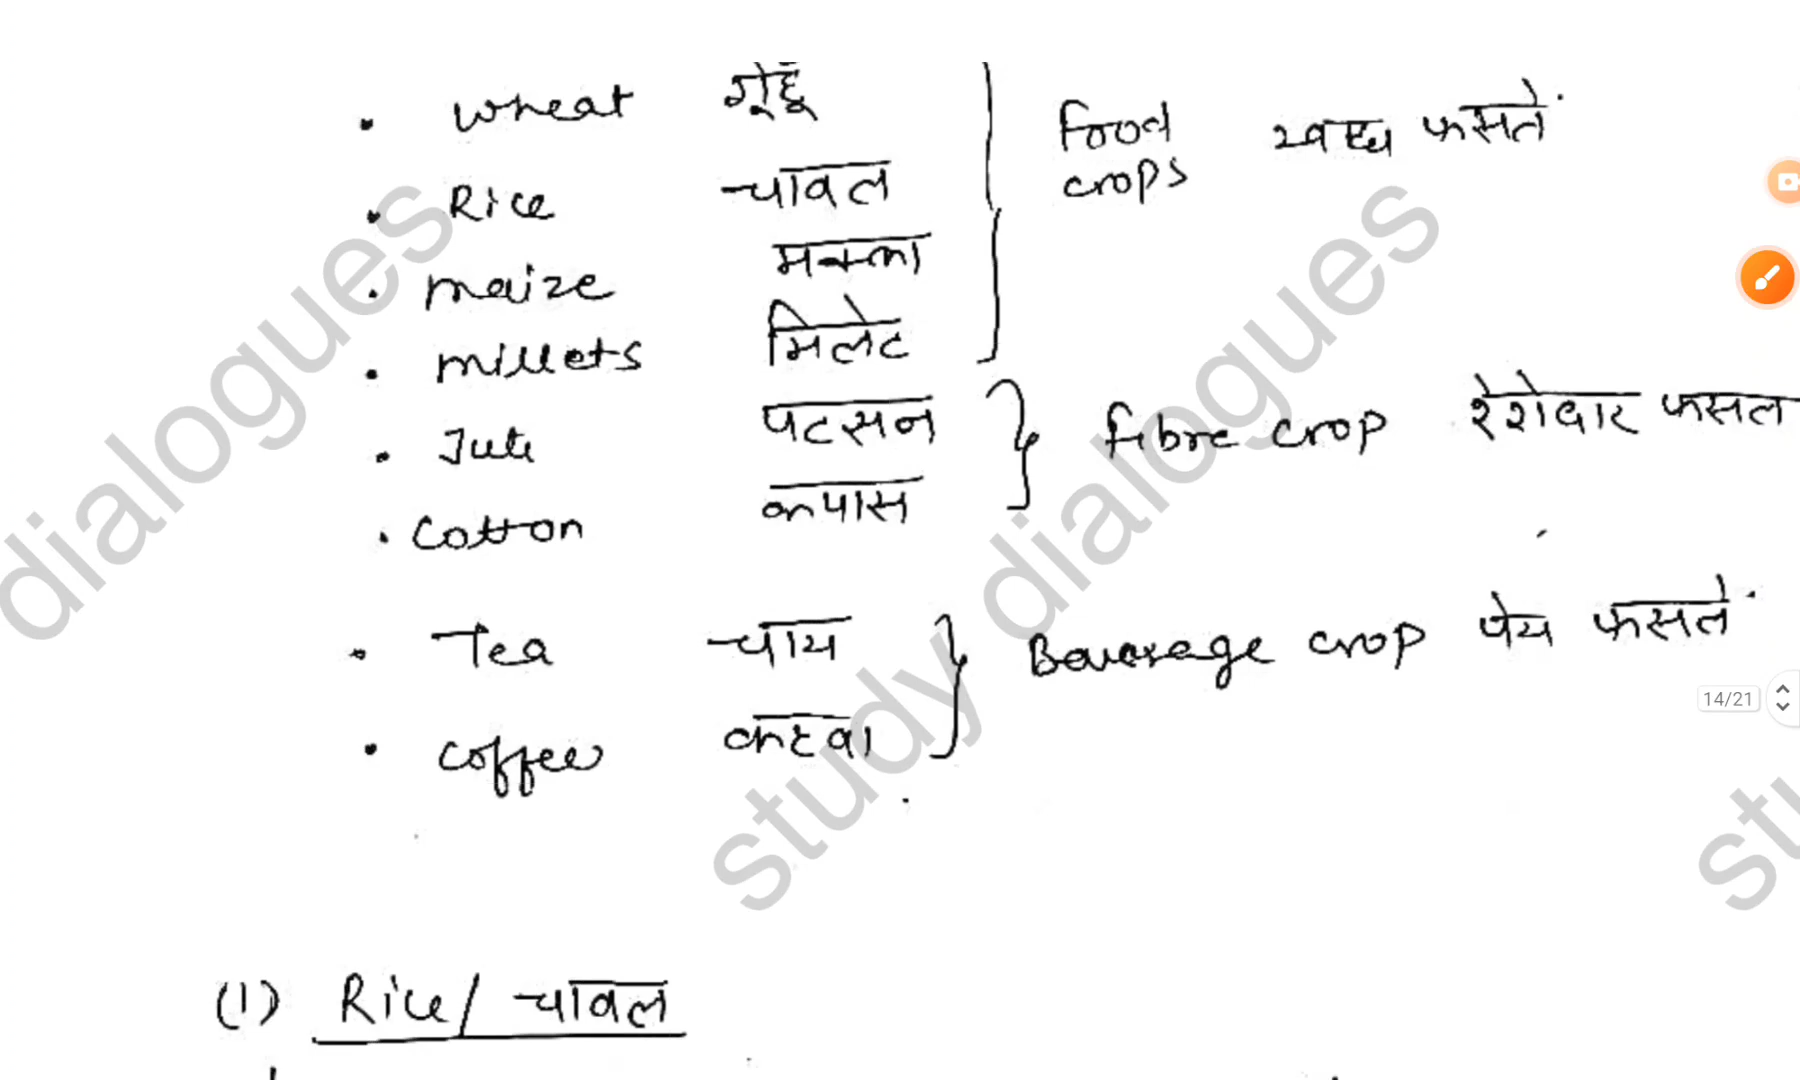 • Wheat गेहूँ
Food crops खाद्य फसलें
• Rice चावल
• maize मक्का
• millets मिलेट
• Jute पटसन
fibre crop रेशेदार फसल
• Cotton कपास
• Tea चाय
Beverage crop पेय फसलें
• coffee कहवा
14/21
(1) Rice / चावल
dialogues
study dialogues
st